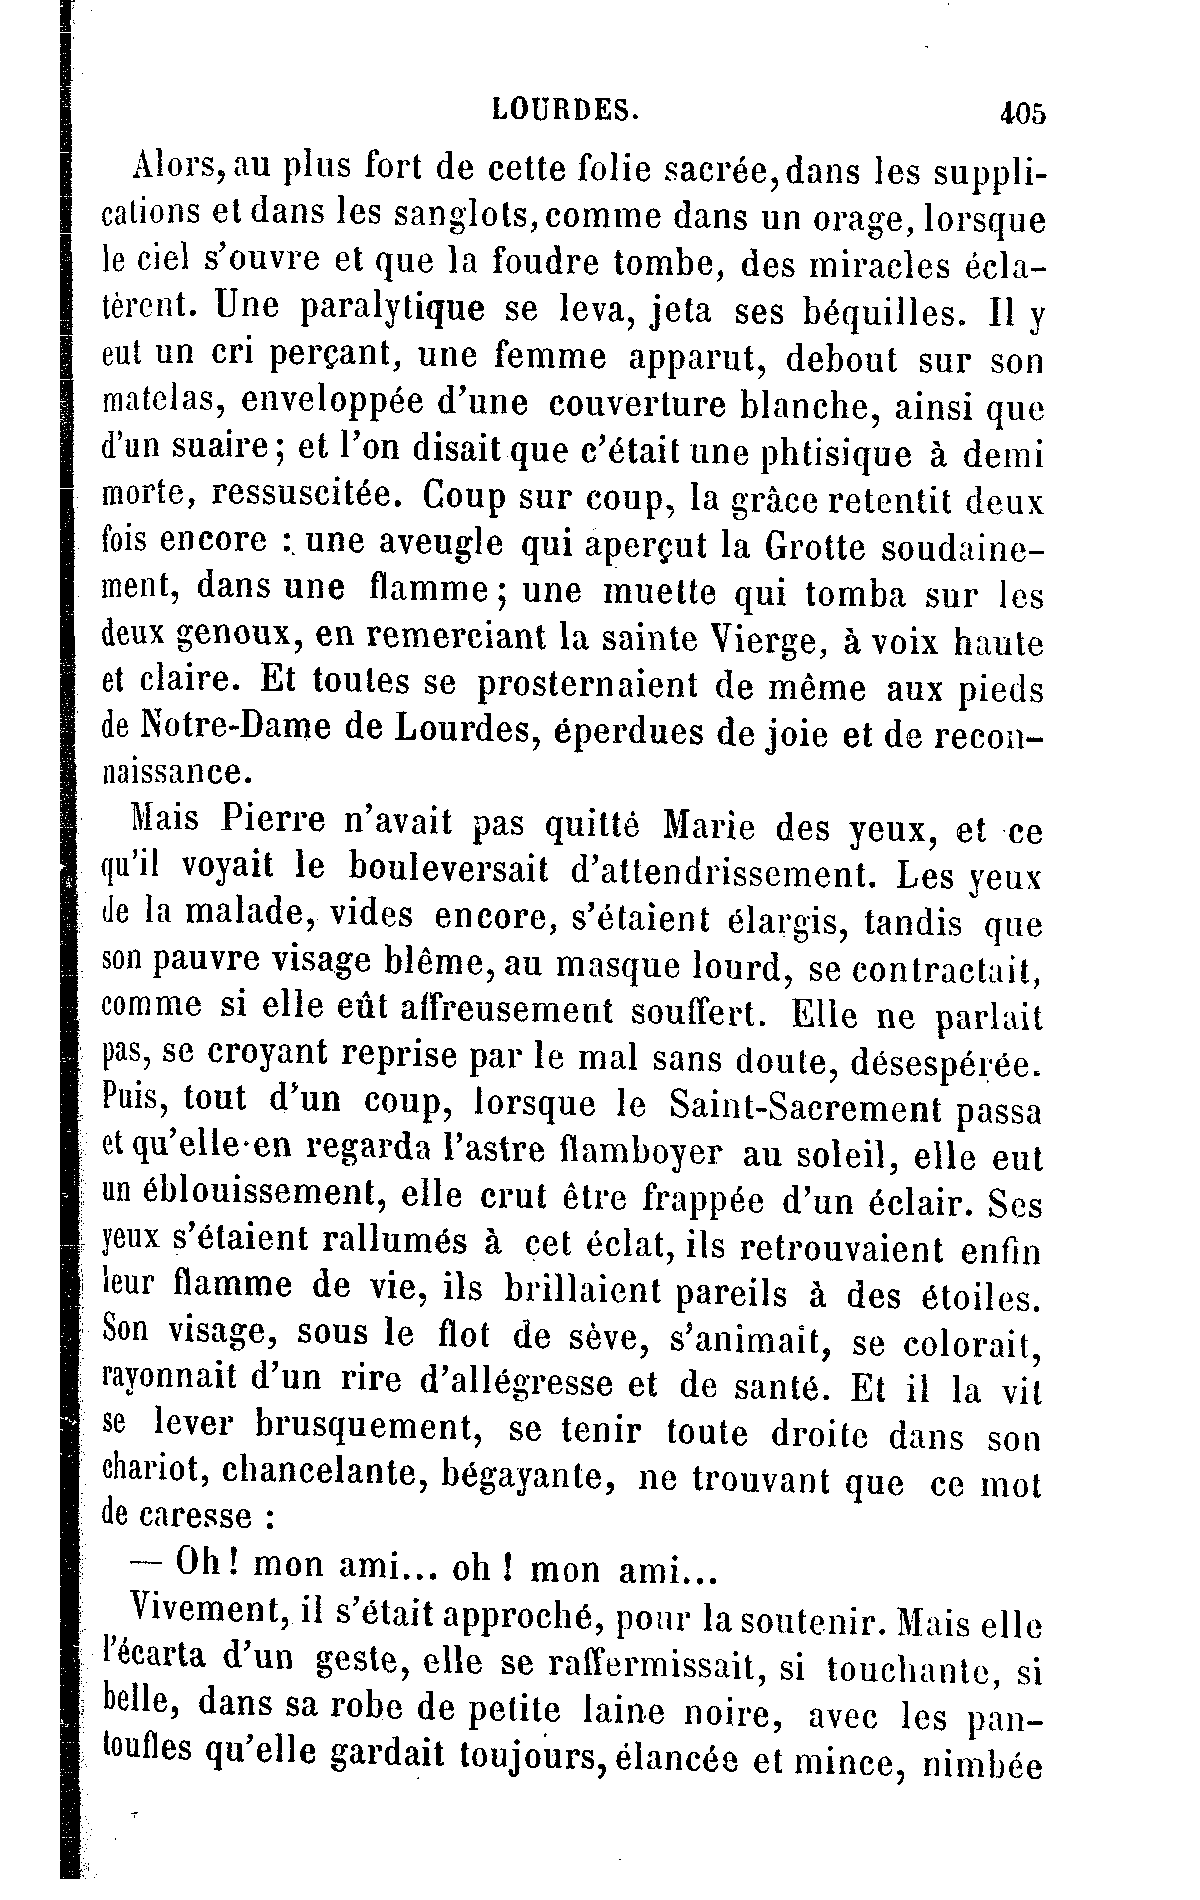 LOURDES. 405
Alors, au plus fort de cette folie sacrée, dans les suppli-
cations et dans les sanglots, comme dans un orage, lorsque
le ciel s'ouvre et que la foudre tombe, des miracles écla-
tèrent. Une paralytique se leva, jeta ses béquilles. Il y
eut un cri perçant, une femme apparut, debout sur son
matelas, enveloppée d'une couverture blanche, ainsi que
d'un suaire ; et l'on disait que c'était une phtisique à demi
morte, ressuscitée. Coup sur coup, la grâce retentit deux
fois encore : une aveugle qui aperçut la Grotte soudaine-
ment, dans une flamme ; une muette qui tomba sur les
deux genoux, en remerciant la sainte Vierge, à voix haute
et claire. Et toutes se prosternaient de même aux pieds
de Notre-Dame de Lourdes, éperdues de joie et de recon-
naissance.
Mais Pierre n'avait pas quitté Marie des yeux, et ce
qu'il voyait le bouleversait d'attendrissement. Les yeux
de la malade, vides encore, s'étaient élargis, tandis que
son pauvre visage blême, au masque lourd, se contractait,
comme si elle eût affreusement souffert. Elle ne parlait
pas, se croyant reprise par le mal sans doute, désespérée.
Puis, tout d'un coup, lorsque le Saint-Sacrement passa
et qu'elle en regarda l'astre flamboyer au soleil, elle eut
un éblouissement, elle crut être frappée d'un éclair. Ses
yeux s'étaient rallumés à cet éclat, ils retrouvaient enfin
leur flamme de vie, ils brillaient pareils à des étoiles.
Son visage, sous le flot de sève, s'animait, se colorait,
rayonnait d'un rire d'allégresse et de santé. Et il la vit
se lever brusquement, se tenir toute droite dans son
chariot, chancelante, bégayante, ne trouvant que ce mot
de caresse :
— Oh ! mon ami... oh ! mon ami...
Vivement, il s'était approché, pour la soutenir. Mais elle
l'écarta d'un geste, elle se raffermissait, si touchante, si
belle, dans sa robe de petite laine noire, avec les pan-
toufles qu'elle gardait toujours, élancée et mince, nimbée